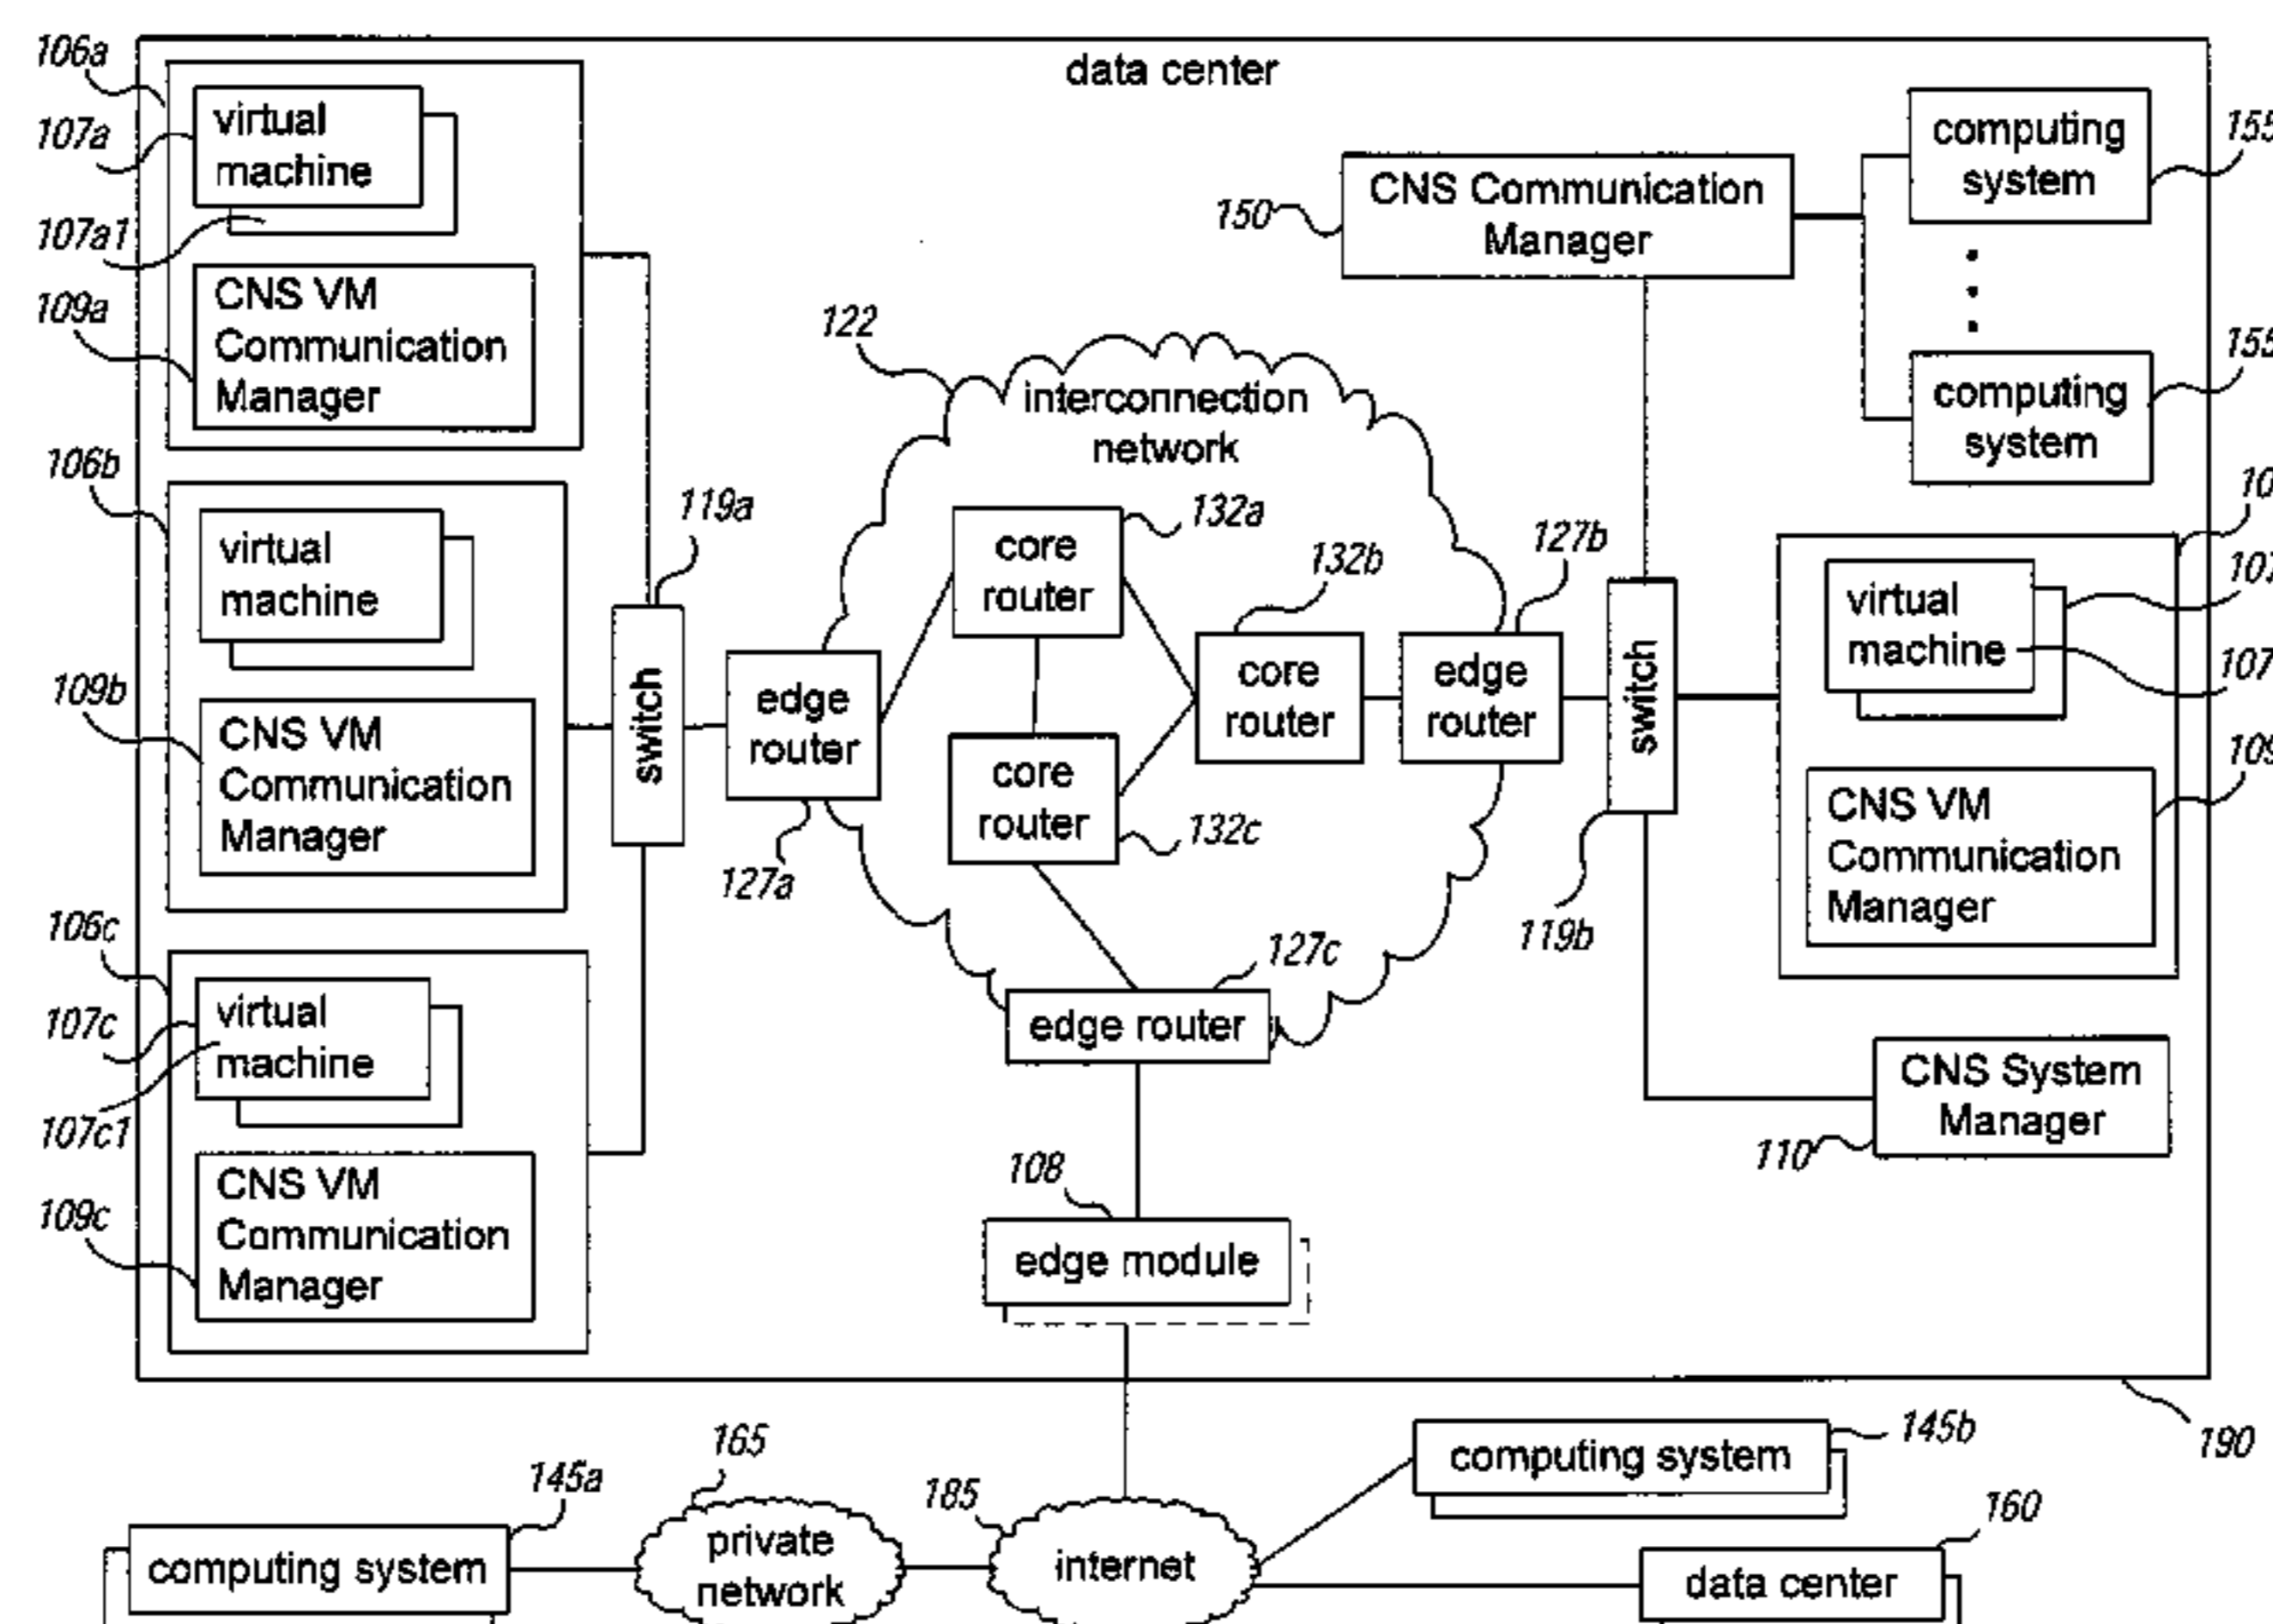 data center
106a
107a
virtual
machine
107a1
109a
CNS VM
Communication
Manager
106b
virtual
machine
109b
CNS VM
Communication
Manager
106c
107c
virtual
machine
107c1
109c
CNS VM
Communication
Manager
119a
switch
122
interconnection
network
edge
router
127a
core
router
132a
core
router
132b
core
router
132c
edge
router
127b
127c
edge router
108
edge module
150
CNS Communication
Manager
computing
system
155
computing
system
155
switch
119b
10
virtual
machine
107
107
CNS VM
Communication
Manager
109
CNS System
Manager
110
190
145a
computing system
165
private
network
185
internet
computing system
145b
160
data center